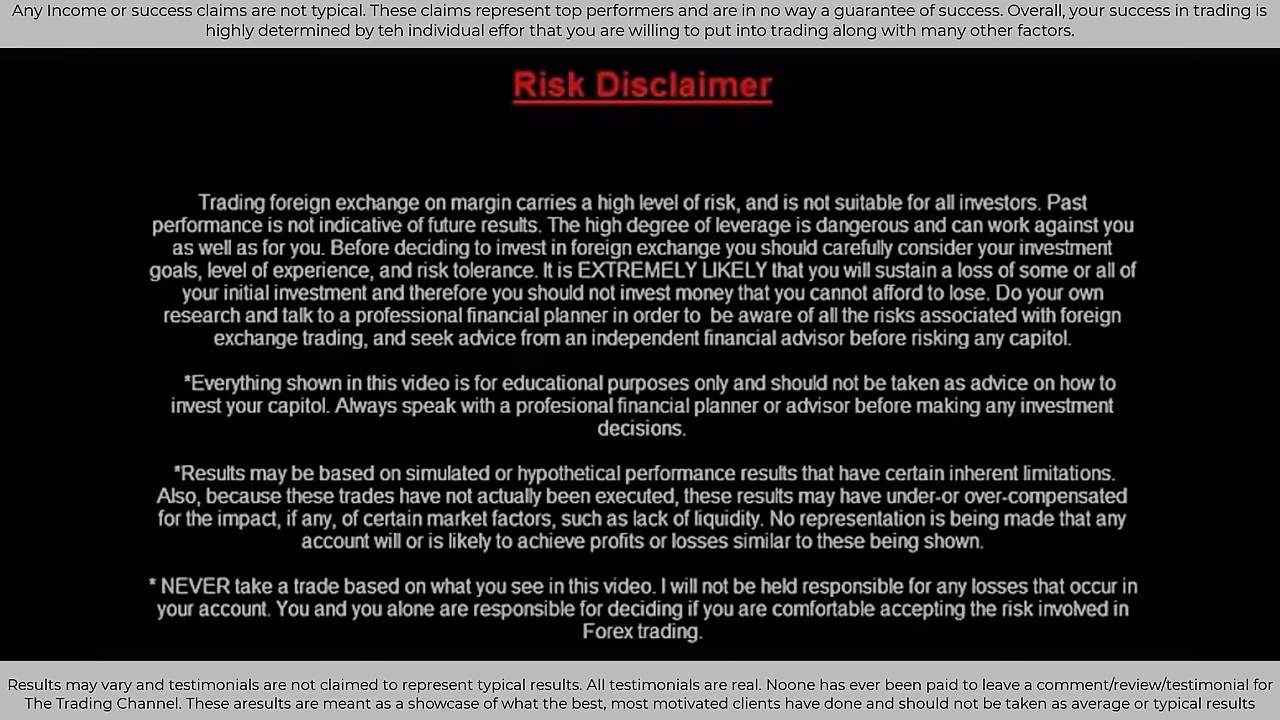 Any Income or success claims are not typical. These claims represent top performers and are in no way a guarantee of success. Overall, your success in trading is
highly determined by teh individual effor that you are willing to put into trading along with many other factors.
Risk Disclaimer
Trading foreign exchange on margin carries a high level of risk, and is not suitable for all investors. Past
performance is not indicative of future results. The high degree of leverage is dangerous and can work against you
as well as for you. Before deciding to invest in foreign exchange you should carefully consider your investment
goals, level of experience, and risk tolerance. It is EXTREMELY LIKELY that you will sustain a loss of some or all of
your initial investment and therefore you should not invest money that you cannot afford to lose. Do your own
research and talk to a professional financial planner in order to  be aware of all the risks associated with foreign
exchange trading, and seek advice from an independent financial advisor before risking any capitol.
*Everything shown in this video is for educational purposes only and should not be taken as advice on how to
invest your capitol. Always speak with a profesional financial planner or advisor before making any investment
decisions.
*Results may be based on simulated or hypothetical performance results that have certain inherent limitations.
Also, because these trades have not actually been executed, these results may have under-or over-compensated
for the impact, if any, of certain market factors, such as lack of liquidity. No representation is being made that any
account will or is likely to achieve profits or losses similar to these being shown.
* NEVER take a trade based on what you see in this video. I will not be held responsible for any losses that occur in
your account. You and you alone are responsible for deciding if you are comfortable accepting the risk involved in
Forex trading.
Results may vary and testimonials are not claimed to represent typical results. All testimonials are real. Noone has ever been paid to leave a comment/review/testimonial for
The Trading Channel. These aresults are meant as a showcase of what the best, most motivated clients have done and should not be taken as average or typical results